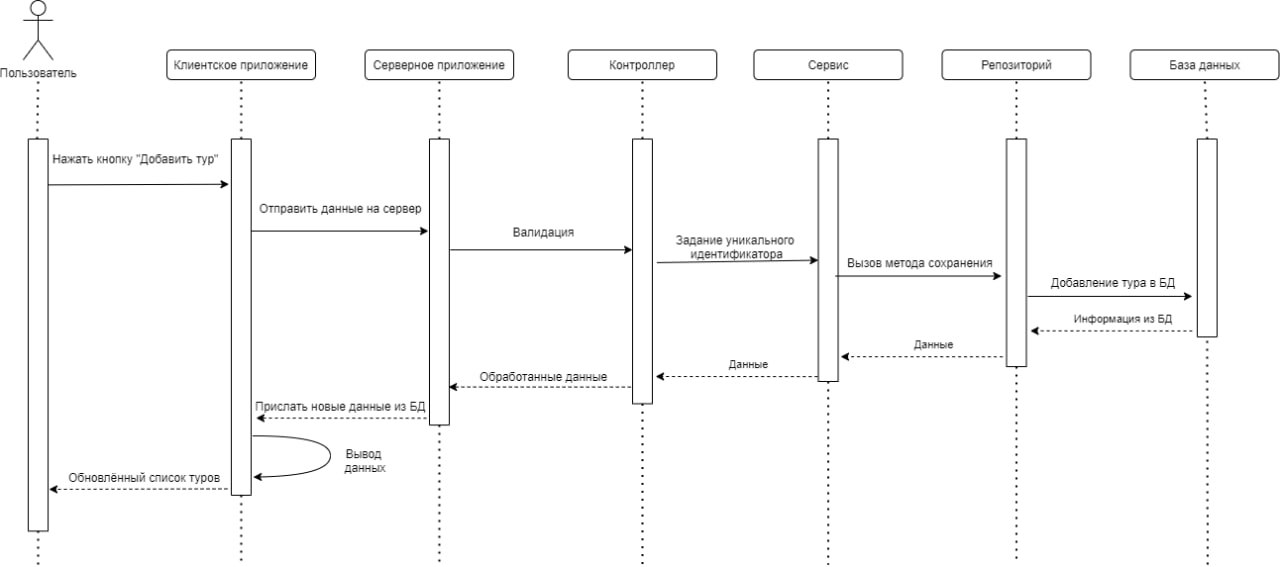 Пользователь
Клиентское приложение
Серверное приложение
Контроллер
Сервис
Репозиторий
База данных
Нажать кнопку "Добавить тур"
Отправить данные на сервер
Валидация
Задание уникального
идентификатора
Вызов метода сохранения
Добавление тура в БД
Информация из БД
Данные
Данные
Обработанные данные
Прислать новые данные из БД
Вывод
данных
Обновлённый список туров